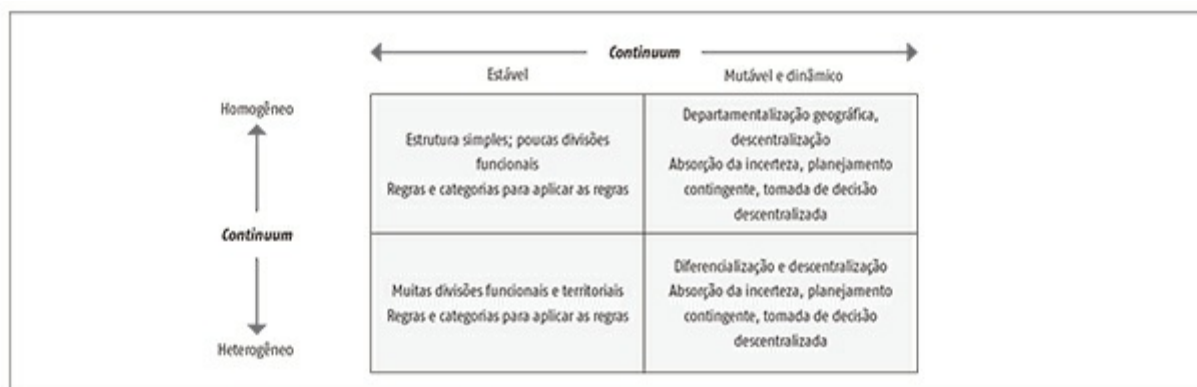 Continuum
Estável
Mutável e dinâmico
Homogêneo
Continuum
Heterogêneo
Estrutura simples; poucas divisões
funcionais
Regras e categorias para aplicar as regras
Departamentalização geográfica,
descentralização
Absorção da incerteza, planejamento
contingente, tomada de decisão
descentralizada
Muitas divisões funcionais e territoriais
Regras e categorias para aplicar as regras
Diferencialização e descentralização
Absorção da incerteza, planejamento
contingente, tomada de decisão
descentralizada